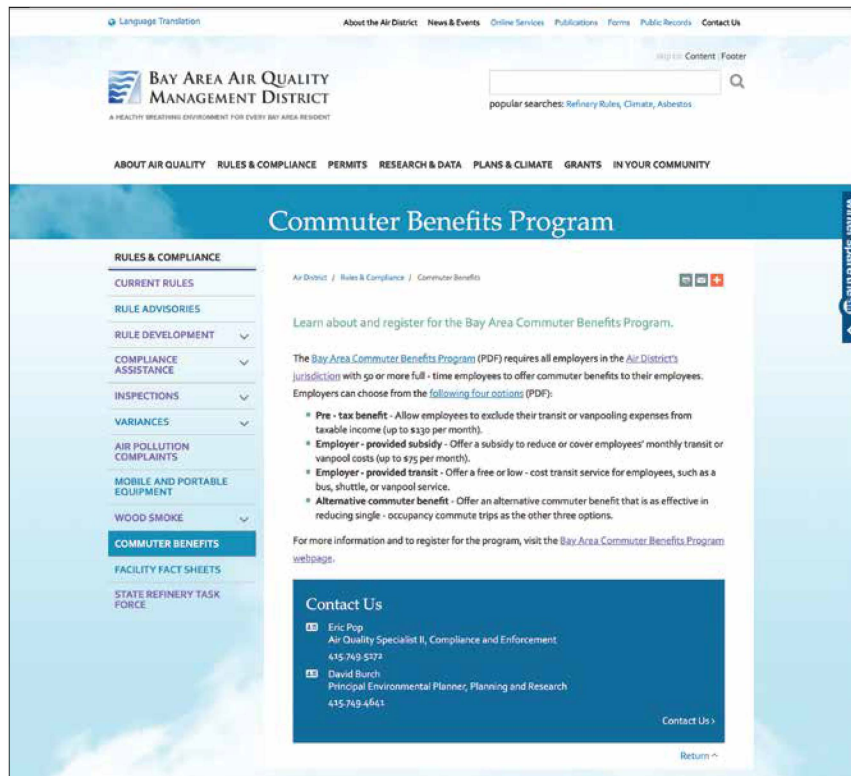 Language Translation
About the Air District News & Events Online Services Publications Forms Public Records Contact Us
skip to: Content | Footer
BAY AREA AIR QUALITY
MANAGEMENT DISTRICT
A HEALTHY BREATHING ENVIRONMENT FOR EVERY BAY AREA RESIDENT
popular searches: Refinery Rules, Climate, Asbestos
ABOUT AIR QUALITY RULES & COMPLIANCE PERMITS RESEARCH & DATA PLANS & CLIMATE GRANTS IN YOUR COMMUNITY
Commuter Benefits Program
RULES & COMPLIANCE
CURRENT RULES
RULE ADVISORIES
RULE DEVELOPMENT
COMPLIANCE
ASSISTANCE
INSPECTIONS
VARIANCES
AIR POLLUTION
COMPLAINTS
MOBILE AND PORTABLE
EQUIPMENT
WOOD SMOKE
COMMUTER BENEFITS
FACILITY FACT SHEETS
STATE REFINERY TASK
FORCE
Air District / Rules & Compliance / Commuter Benefits
Learn about and register for the Bay Area Commuter Benefits Program.
The Bay Area Commuter Benefits Program (PDF) requires all employers in the Air District's
jurisdiction with 50 or more full - time employees to offer commuter benefits to their employees.
Employers can choose from the following four options (PDF):
Pre - tax benefit - Allow employees to exclude their transit or vanpooling expenses from
taxable income (up to $130 per month).
Employer - provided subsidy - Offer a subsidy to reduce or cover employees' monthly transit or
vanpool costs (up to $75 per month).
Employer - provided transit - Offer a free or low - cost transit service for employees, such as a
bus, shuttle, or vanpool service.
Alternative commuter benefit - Offer an alternative commuter benefit that is as effective in
reducing single - occupancy commute trips as the other three options.
For more information and to register for the program, visit the Bay Area Commuter Benefits Program
webpage.
Contact Us
Eric Pop
Air Quality Specialist II, Compliance and Enforcement
415.749.5172
David Burch
Principal Environmental Planner, Planning and Research
415.749.4641
Contact Us >
Return ^